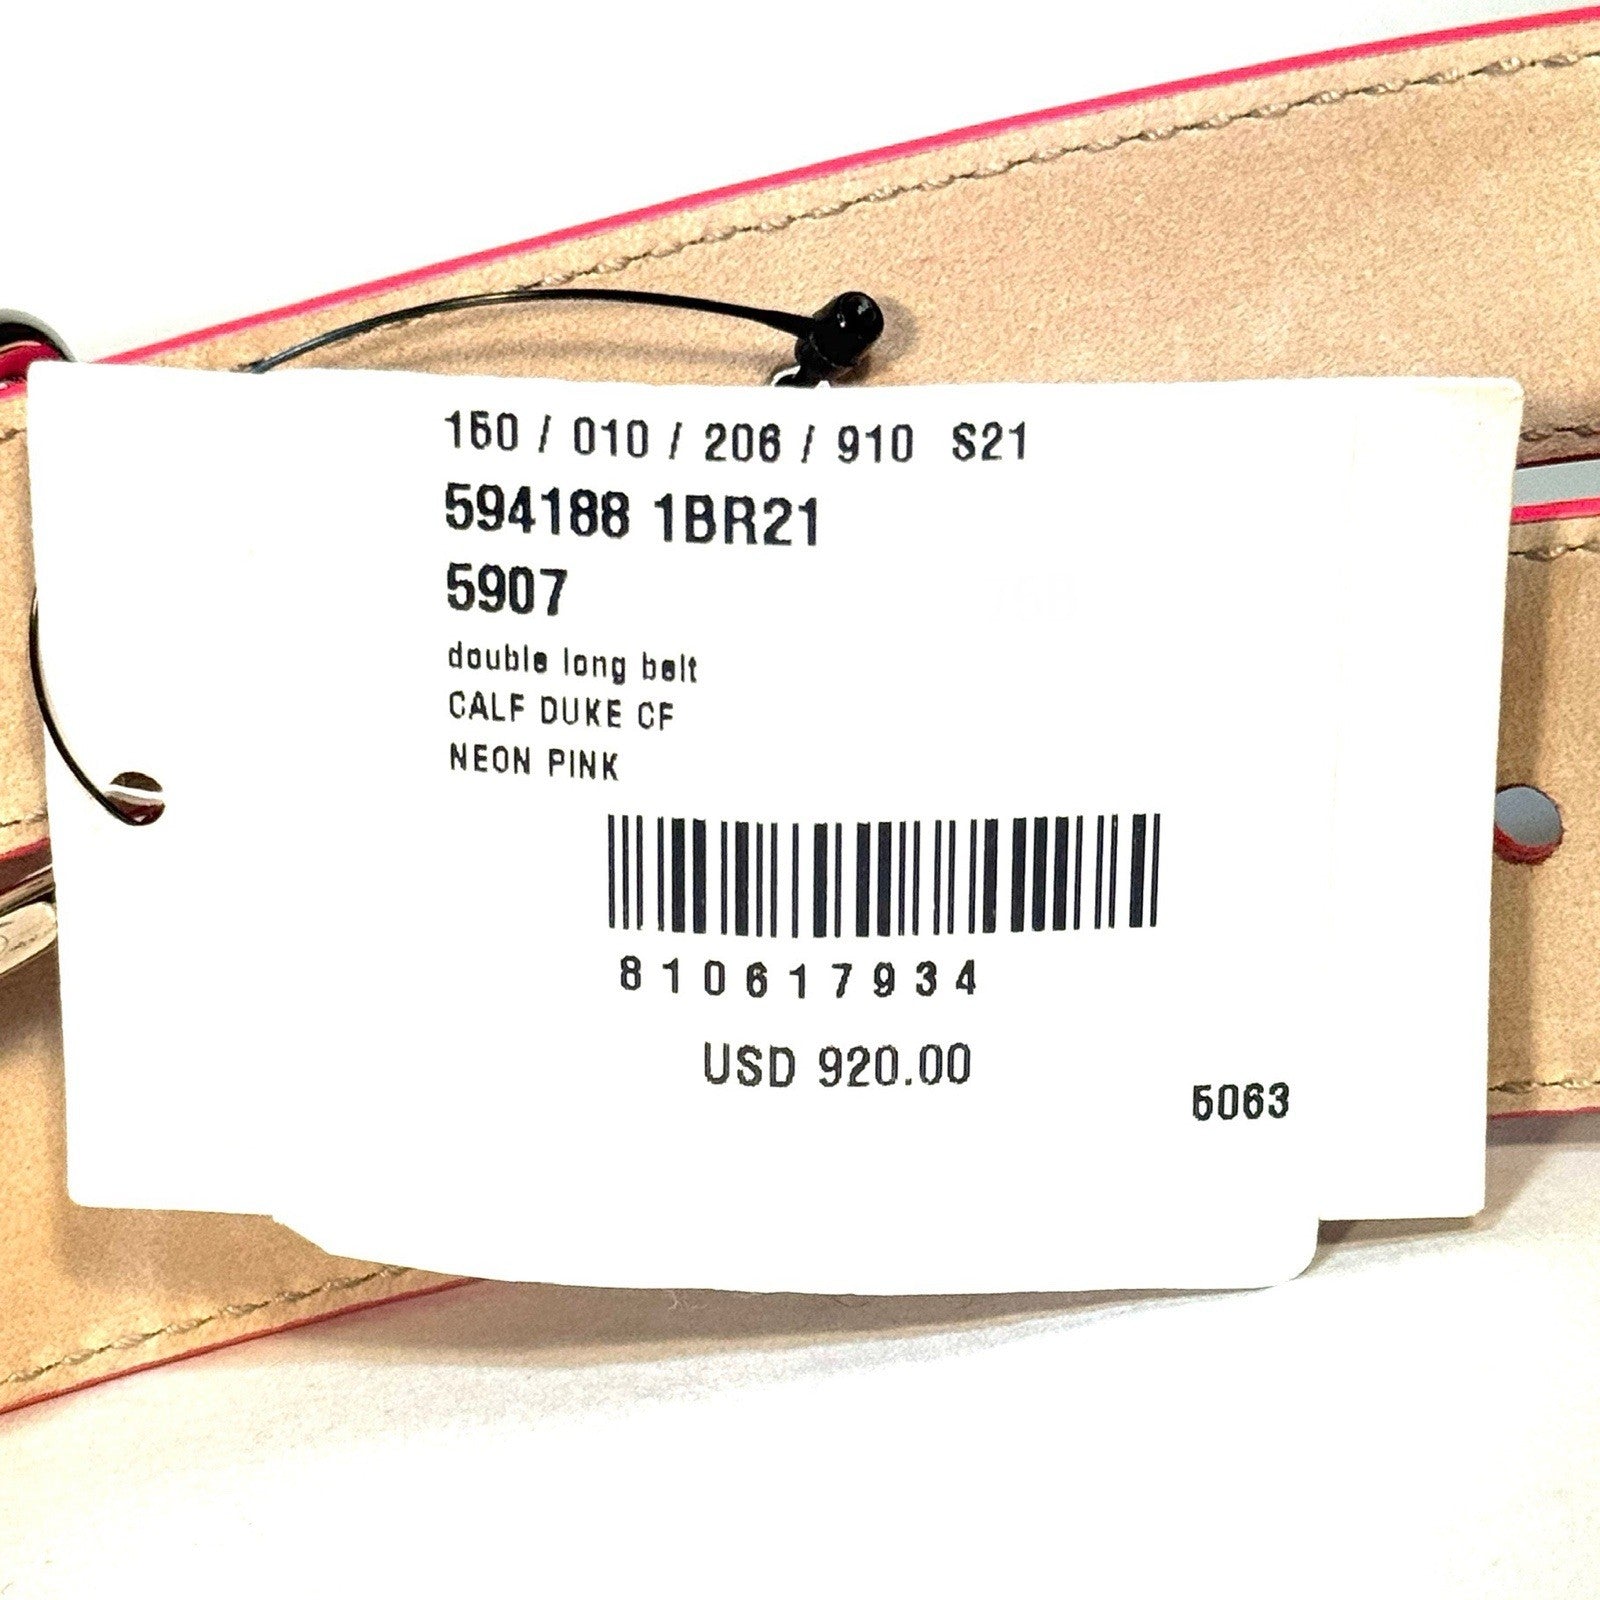 150 / 010 / 206 / 910 S21
594188 1BR21
5907
double long belt
CALF DUKE CF
NEON PINK
810617934
USD 920.00
5063